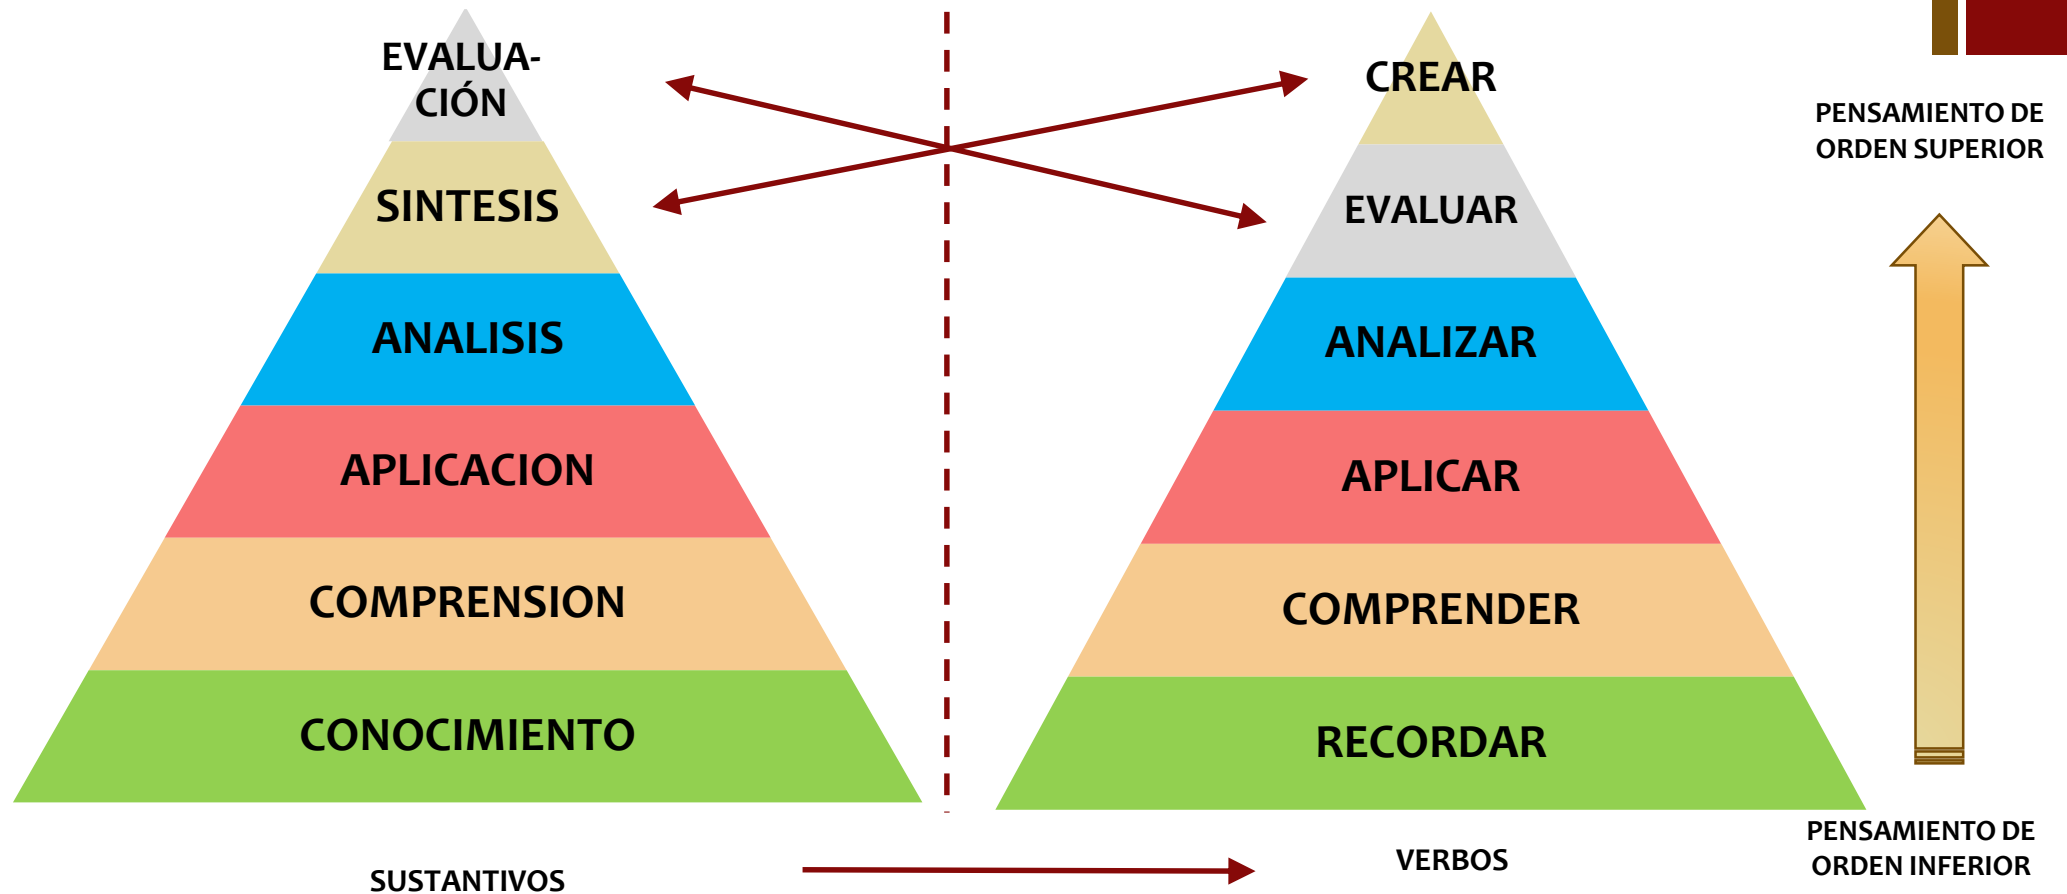 EVALUA-
CIÓN
SINTESIS
ANALISIS
APLICACION
COMPRENSION
CONOCIMIENTO
SUSTANTIVOS
CREAR
EVALUAR
ANALIZAR
APLICAR
COMPRENDER
RECORDAR
VERBOS
PENSAMIENTO DE
ORDEN SUPERIOR
PENSAMIENTO DE
ORDEN INFERIOR